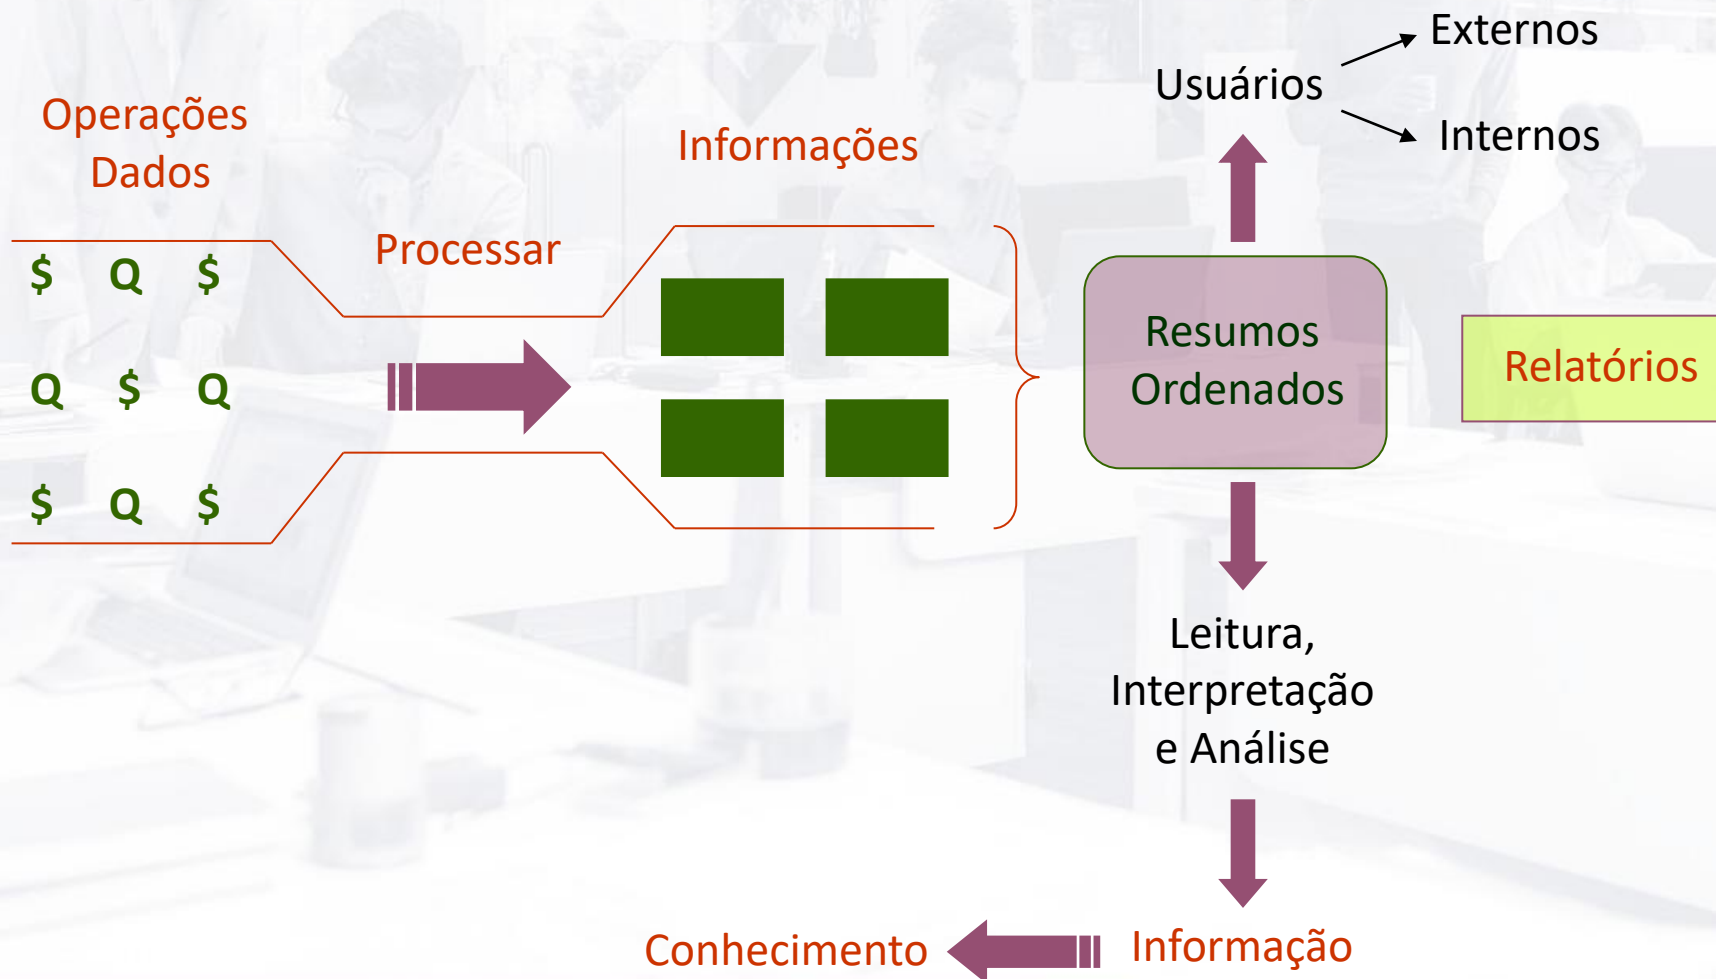 Operações
Dados
$ Q $
Q $ Q
$ Q $
Processar
Informações
Usuários
Externos
Internos
Resumos
Ordenados
Relatórios
Leitura,
Interpretação
e Análise
Informação
Conhecimento